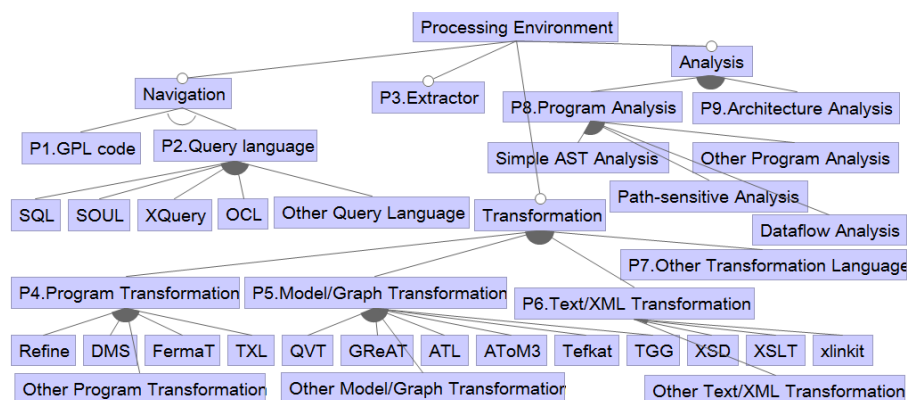 Processing Environment
Navigation
P3.Extractor
Analysis
P1.GPL code
P2.Query language
P8.Program Analysis
P9.Architecture Analysis
Simple AST Analysis
Other Program Analysis
Path-sensitive Analysis
Dataflow Analysis
SQL
SOUL
XQuery
OCL
Other Query Language
Transformation
P4.Program Transformation
P5.Model/Graph Transformation
P6.Text/XML Transformation
P7.Other Transformation Language
Refine
DMS
FermaT
TXL
QVT
GReAT
ATL
AToM3
Tefkat
TGG
XSD
XSLT
xlinkit
Other Program Transformation
Other Model/Graph Transformation
Other Text/XML Transformation